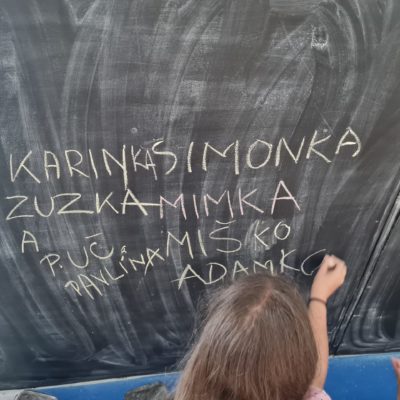 KARINKA SIMONKA
ZUZKA MIMKA
A P. UČ. MIŠKO
PAVLÍNA ADAMKO